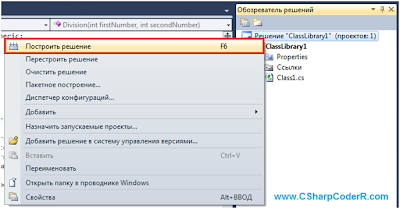 Division(int firstNumber, int secondNumber)
Обозреватель решений
Решение "ClassLibrary1" (проектов: 1)
ClassLibrary1
Properties
Ссылки
Class1.cs
Построить решение F6
Перестроить решение
Очистить решение
Пакетное построение...
Диспетчер конфигураций...
Добавить
Назначить запускаемые проекты...
Добавить решение в систему управления версиями...
Вставить Ctrl+V
Переименовать
Открыть папку в проводнике Windows
Свойства Alt+ВВОД
www.CSharpCoderR.com